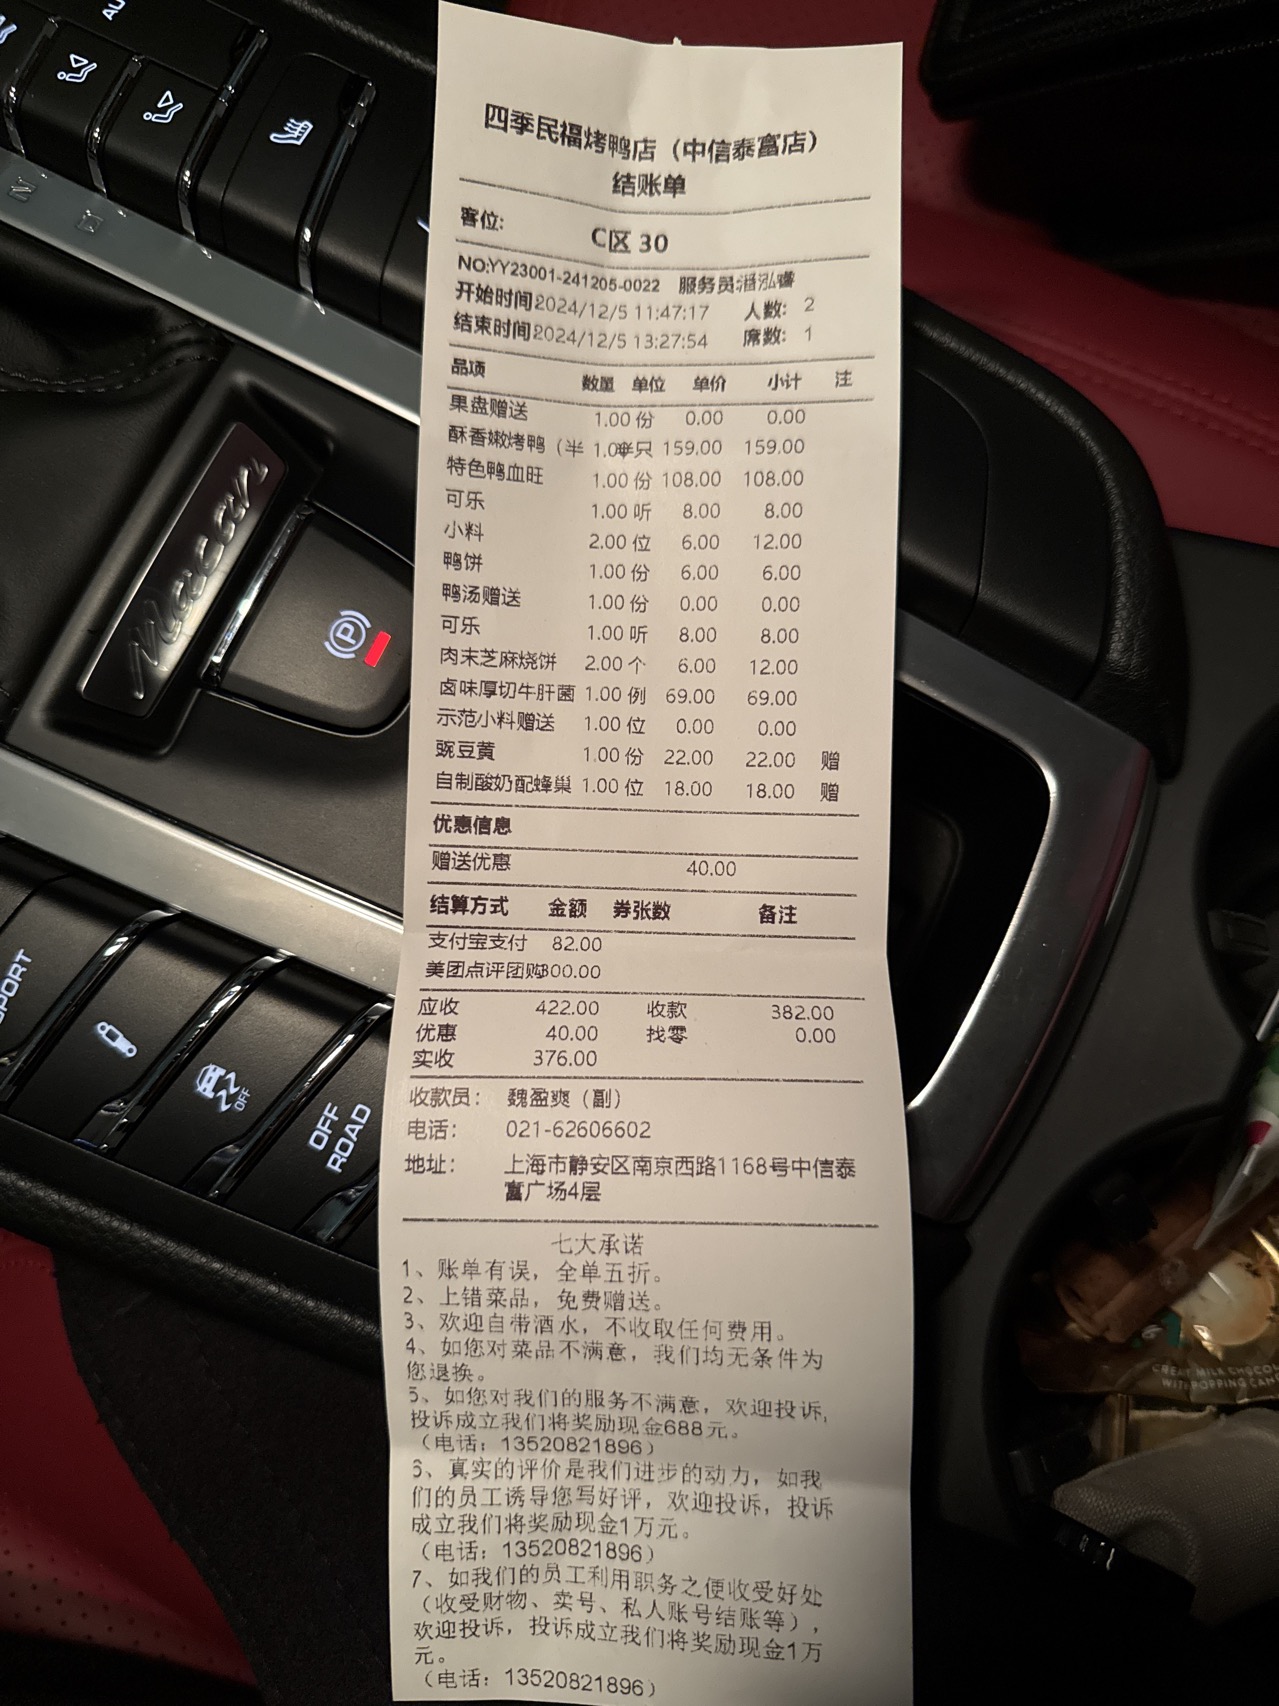 四季民福烤鸭店（中信泰富店）
结账单
客位: C区 30
NO:YY23001-241205-0022 服务员:潘泓睿
开始时间2024/12/5 11:47:17 人数: 2
结束时间2024/12/5 13:27:54 席数: 1
品项 数量 单位 单价 小计 注
果盘赠送 1.00 份 0.00 0.00
酥香嫩烤鸭（半 1.00半只 159.00 159.00
特色鸭血旺 1.00 份 108.00 108.00
可乐 1.00 听 8.00 8.00
小料 2.00 位 6.00 12.00
鸭饼 1.00 份 6.00 6.00
鸭汤赠送 1.00 份 0.00 0.00
可乐 1.00 听 8.00 8.00
肉末芝麻烧饼 2.00 个 6.00 12.00
卤味厚切牛肝菌 1.00 例 69.00 69.00
示范小料赠送 1.00 位 0.00 0.00
豌豆黄 1.00 份 22.00 22.00 赠
自制酸奶配蜂巢 1.00 位 18.00 18.00 赠
优惠信息
赠送优惠 40.00
结算方式 金额 券张数 备注
支付宝支付 82.00
美团点评团购300.00
应收 422.00 收款 382.00
优惠 40.00 找零 0.00
实收 376.00
收款员: 魏盈爽（副）
电话: 021-62606602
地址: 上海市静安区南京西路1168号中信泰
富广场4层
七大承诺
1、账单有误，全单五折。
2、上错菜品，免费赠送。
3、欢迎自带酒水，不收取任何费用。
4、如您对菜品不满意，我们均无条件为
您退换。
5、如您对我们的服务不满意，欢迎投诉，
投诉成立我们将奖励现金688元。
（电话：13520821896）
6、真实的评价是我们进步的动力，如我
们的员工诱导您写好评，欢迎投诉，投诉
成立我们将奖励现金1万元。
（电话：13520821896）
7、如我们的员工利用职务之便收受好处
（收受财物、卖号、私人账号结账等），
欢迎投诉，投诉成立我们将奖励现金1万
元。
（电话：13520821896）
AU
N
D
Macan
P
SPORT
OFF
OFF
ROAD
CREAMY MILK CHOCOL
WITH POPPING CAND